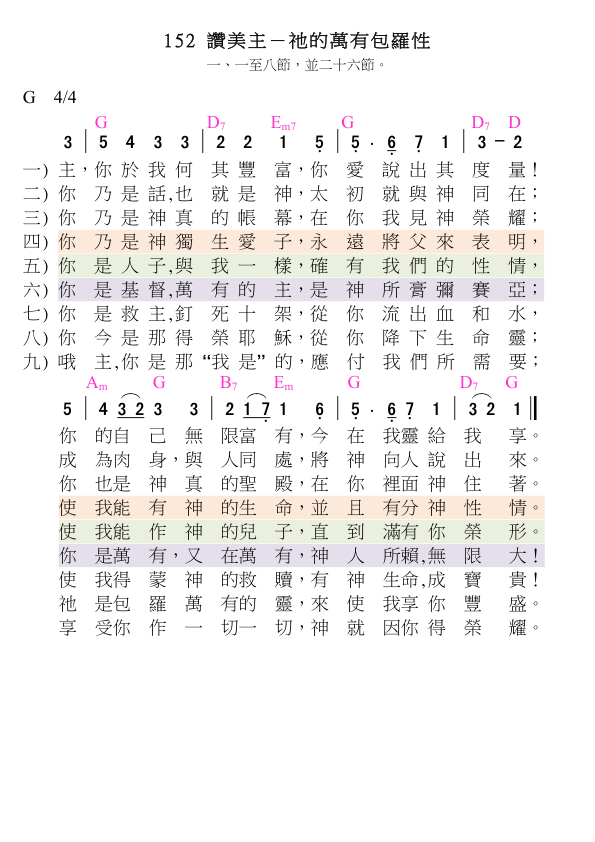 152 讚美主－祂的萬有包羅性
一、一至八節，並二十六節。
G 4/4
G D7 Em7 G D7 D
3 | 5 4 3 3 | 2 2 1 5 | 5 · 6 7 1 | 3 － 2
一) 主，你於我何其豐富，你愛說出其度量！
二) 你乃是話,也就是神，太初就與神同在；
三) 你乃是神真的帳幕，在你我見神榮耀；
四) 你乃是神獨生愛子，永遠將父來表明，
五) 你是人子,與我一樣，確有我們的性情，
六) 你是基督,萬有的主，是神所膏彌賽亞；
七) 你是救主,釘死十架，從你流出血和水，
八) 你今是那得榮耶穌，從你降下生命靈；
九) 哦主,你是那“我是”的，應付我們所需要；
Am G B7 Em G D7 G
5 | 4 3 2 3 3 | 2 1 7 1 6 | 5 · 6 7 1 | 3 2 1 ||
你的自己無限富有，今在我靈給我享。
成為肉身，與人同處，將神向人說出來。
你也是神真的聖殿，在你裡面神住著。
使我能有神的生命，並且有分神性情。
使我能作神的兒子，直到滿有你榮形。
你是萬有，又在萬有，神人所賴,無限大！
使我得蒙神的救贖，有神生命,成寶貴！
祂是包羅萬有的靈，來使我享你豐盛。
享受你作一切一切，神就因你得榮耀。